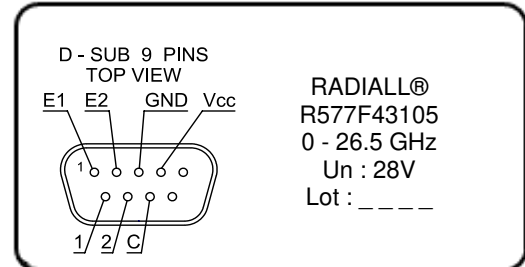 D - SUB 9 PINS
TOP VIEW
E1 E2 GND Vcc
1
1 2 C
RADIALL®
R577F43105
0 - 26.5 GHz
Un : 28V
Lot : _ _ _ _